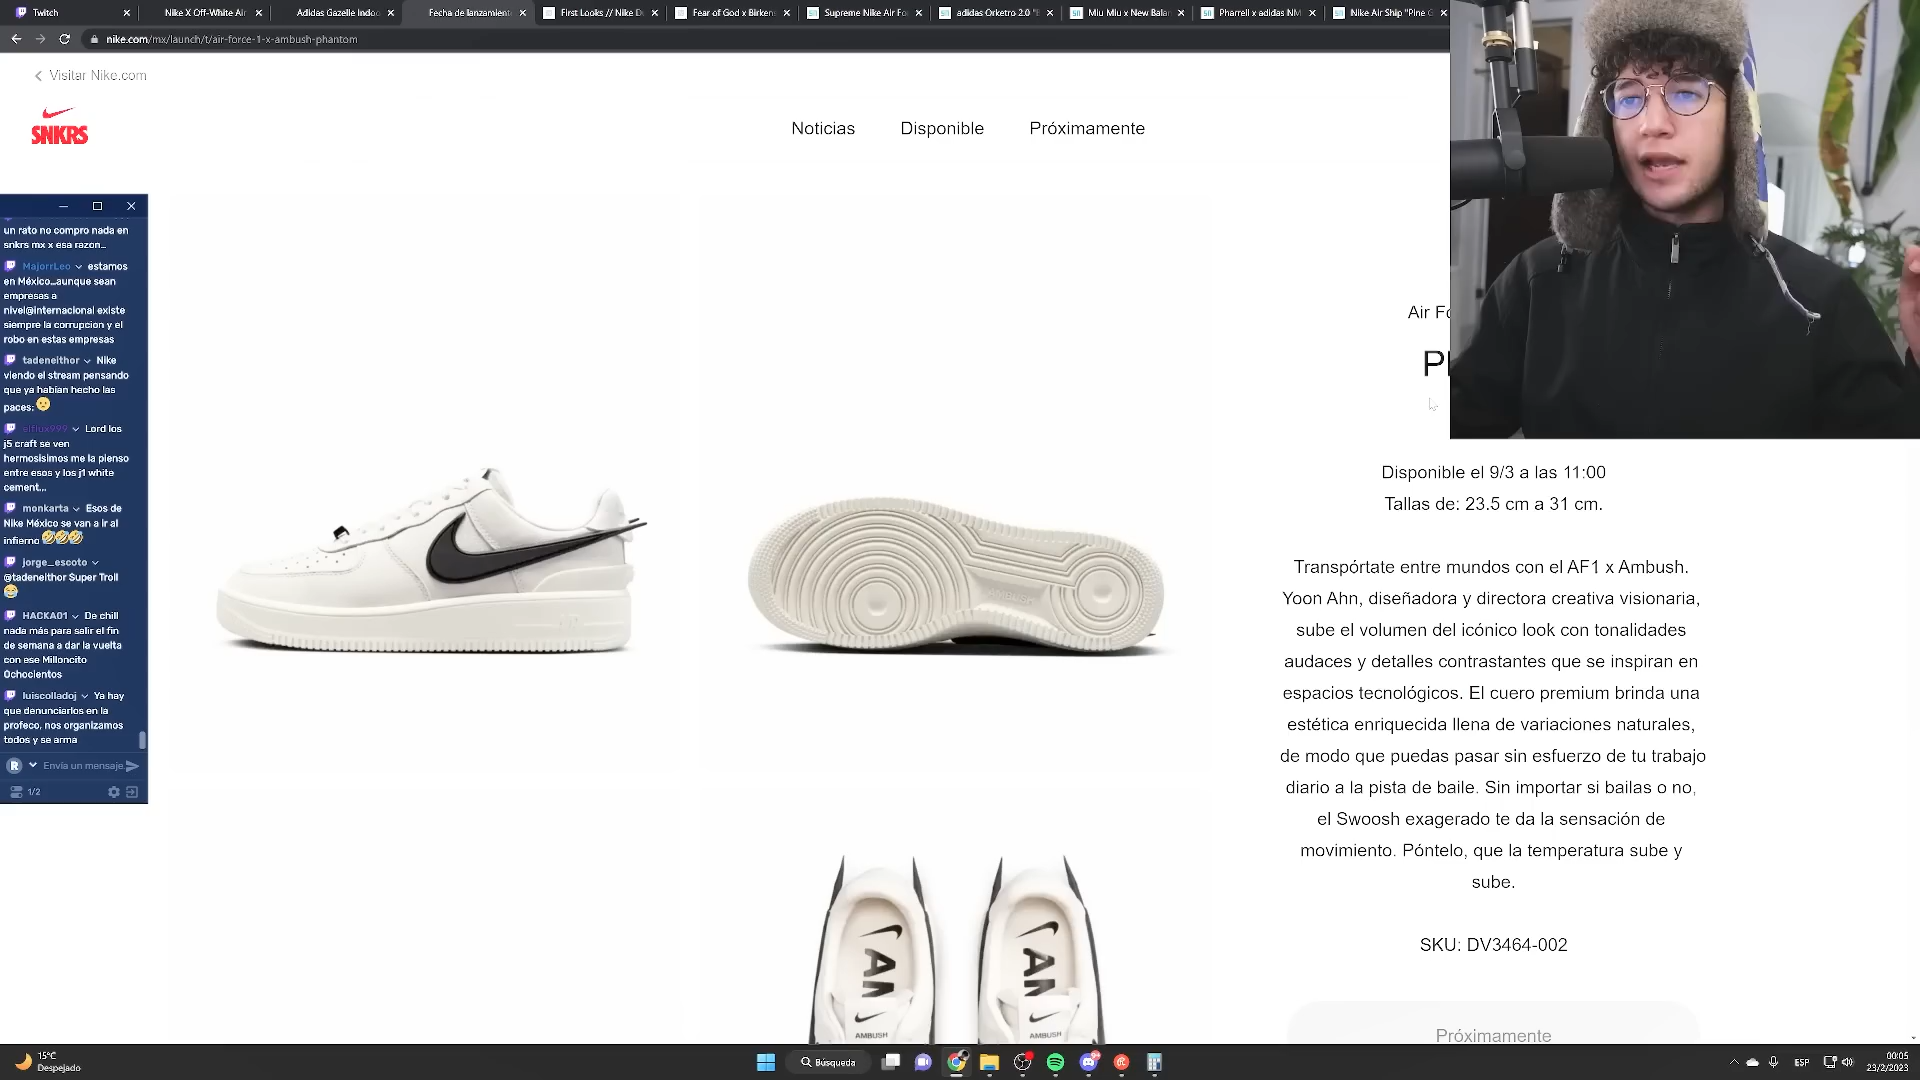 Twitch
Nike X Off-White Air
Adidas Gazelle Indoo
Fecha de lanzamiento
First Looks // Nike D
Fear of God x Birkens
Supreme Nike Air Fo
adidas Orketro 2.0 "
Miu Miu x New Balan
Pharrell x adidas NM
Nike Air Ship "Pine G
nike.com/mx/launch/t/air-force-1-x-ambush-phantom
Visitar Nike.com
SNKRS
Noticias
Disponible
Próximamente
un rato no compro nada en
snkrs mx x esa razon...
MajorrLeo estamos
en México...aunque sean
empresas a
nivel@internacional existe
siempre la corrupcion y el
robo en estas empresas
tadeneithor Nike
viendo el stream pensando
que ya habían hecho las
paces: 🙂
elflux999 Lord los
j5 craft se ven
hermosisimos me la pienso
entre esos y los j1 white
cement...
monkarta Esos de
Nike México se van a ir al
infierno 🤣🤣🤣
jorge_escoto
@tadeneithor Super Troll
😂
HACKA01 De chill
nada más para salir el fin
de semana a dar la vuelta
con ese Milloncito
Ochocientos
luiscolladoj Ya hay
que denunciarlos en la
profeco, nos organizamos
todos y se arma
R
Envía un mensaje
1/2
AMBUSH
AMBUSH
Air Fo
Disponible el 9/3 a las 11:00
Tallas de: 23.5 cm a 31 cm.
Transpórtate entre mundos con el AF1 x Ambush.
Yoon Ahn, diseñadora y directora creativa visionaria,
sube el volumen del icónico look con tonalidades
audaces y detalles contrastantes que se inspiran en
espacios tecnológicos. El cuero premium brinda una
estética enriquecida llena de variaciones naturales,
de modo que puedas pasar sin esfuerzo de tu trabajo
diario a la pista de baile. Sin importar si bailas o no,
el Swoosh exagerado te da la sensación de
movimiento. Póntelo, que la temperatura sube y
sube.
SKU: DV3464-002
Próximamente
15°C
Despejado
Búsqueda
ESP
00:05
23/2/2023